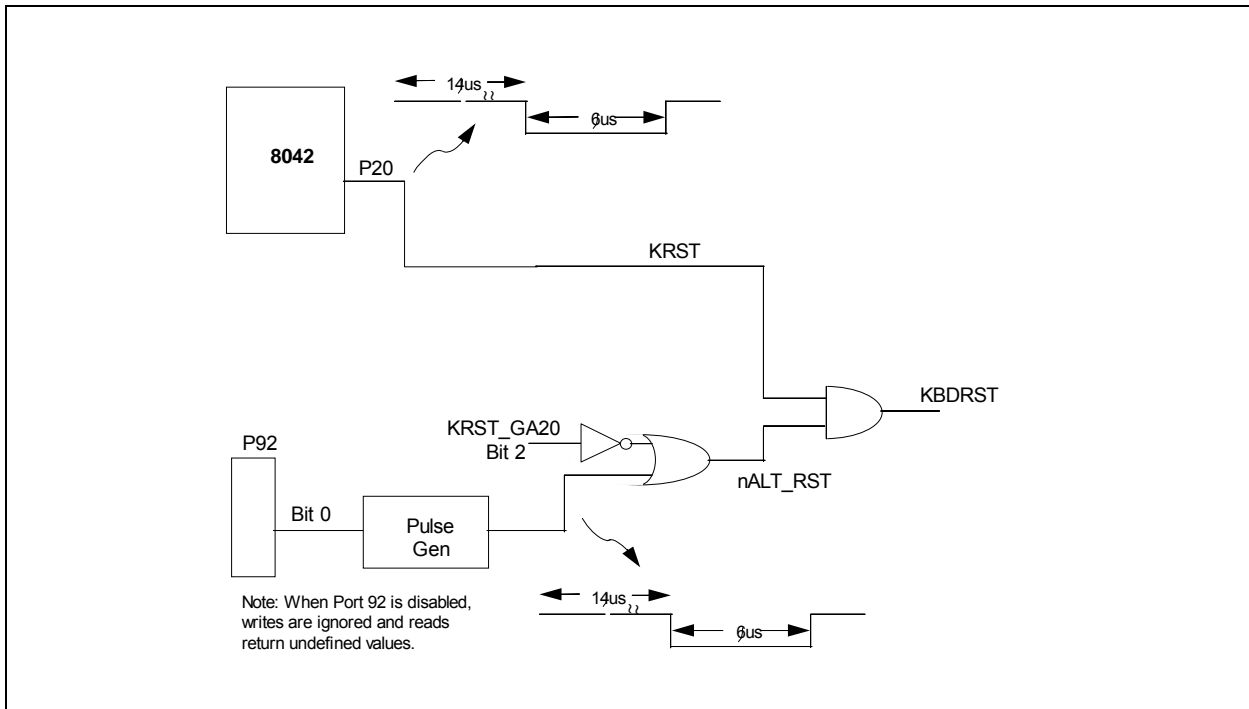 14us
6us
8042
P20
KRST
KBDRST
KRST_GA20
Bit 2
nALT_RST
P92
Bit 0
Pulse
Gen
14us
6us
Note: When Port 92 is disabled,
writes are ignored and reads
return undefined values.